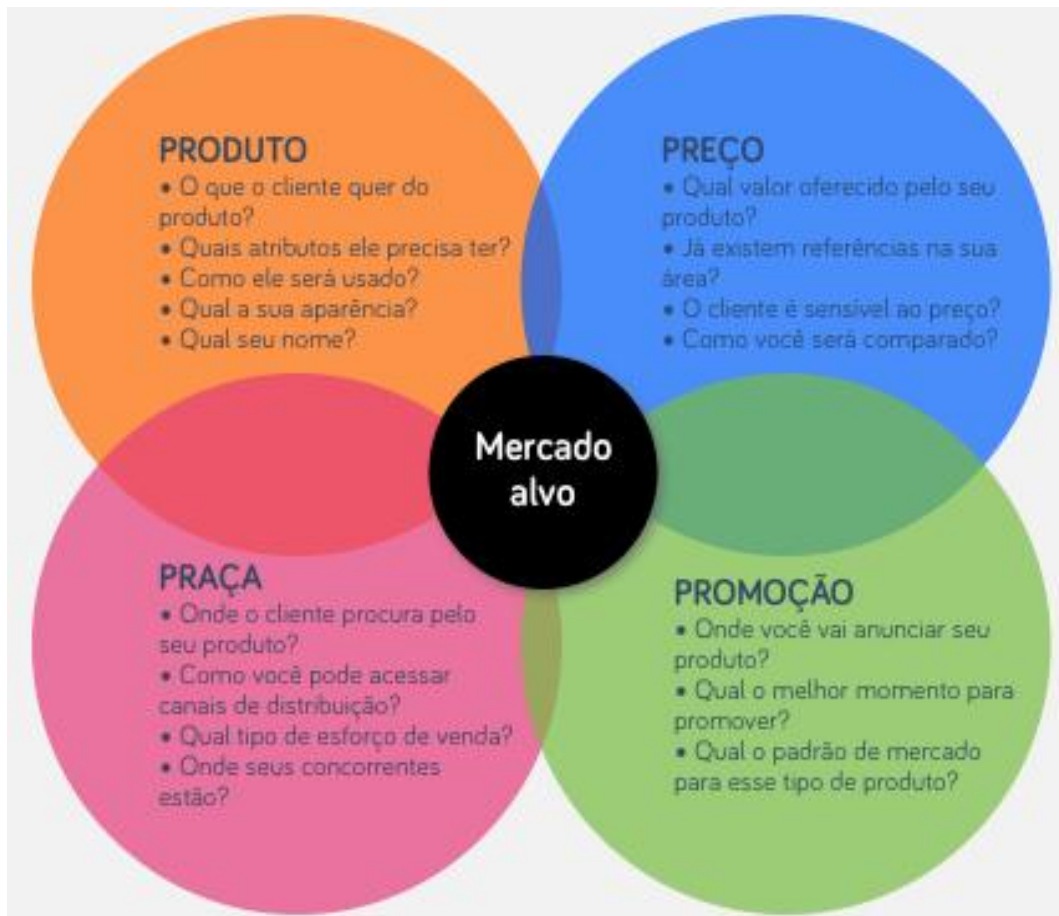 PRODUTO
• O que o cliente quer do
produto?
• Quais atributos ele precisa ter?
• Como ele será usado?
• Qual a sua aparência?
• Qual seu nome?
PREÇO
• Qual valor oferecido pelo seu
produto?
• Já existem referências na sua
área?
• O cliente é sensível ao preço?
• Como você será comparado?
Mercado
alvo
PRAÇA
• Onde o cliente procura pelo
seu produto?
• Como você pode acessar
canais de distribuição?
• Qual tipo de esforço de venda?
• Onde seus concorrentes
estão?
PROMOÇÃO
• Onde você vai anunciar seu
produto?
• Qual o melhor momento para
promover?
• Qual o padrão de mercado
para esse tipo de produto?